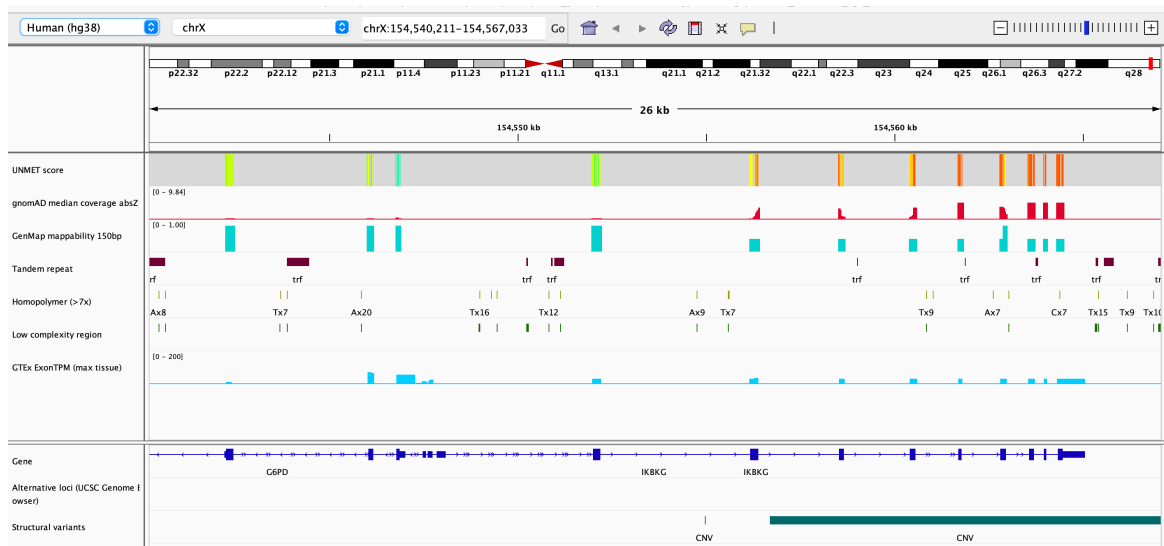 Human (hg38) chrX chrX:154,540,211–154,567,033 Go
p22.32 p22.2 p22.12 p21.3 p21.1 p11.4 p11.23 p11.21 q11.1 q13.1 q21.1 q21.2 q21.32 q22.1 q22.3 q23 q24 q25 q26.1 q26.3 q27.2 q28
26 kb
154,550 kb 154,560 kb
UNMET score
[0 - 9.84]
gnomAD median coverage absZ
[0 - 1.00]
GenMap mappability 150bp
Tandem repeat
rf trf trf trf trf trf trf trf tr
Homopolymer (>7x)
Ax8 Tx7 Ax20 Tx16 Tx12 Ax9 Tx7 Tx9 Ax7 Cx7 Tx15 Tx9 Tx10
Low complexity region
[0 - 200]
GTEx ExonTPM (max tissue)
Gene
G6PD IKBKG IKBKG
Alternative loci (UCSC Genome B
owser)
Structural variants
CNV CNV